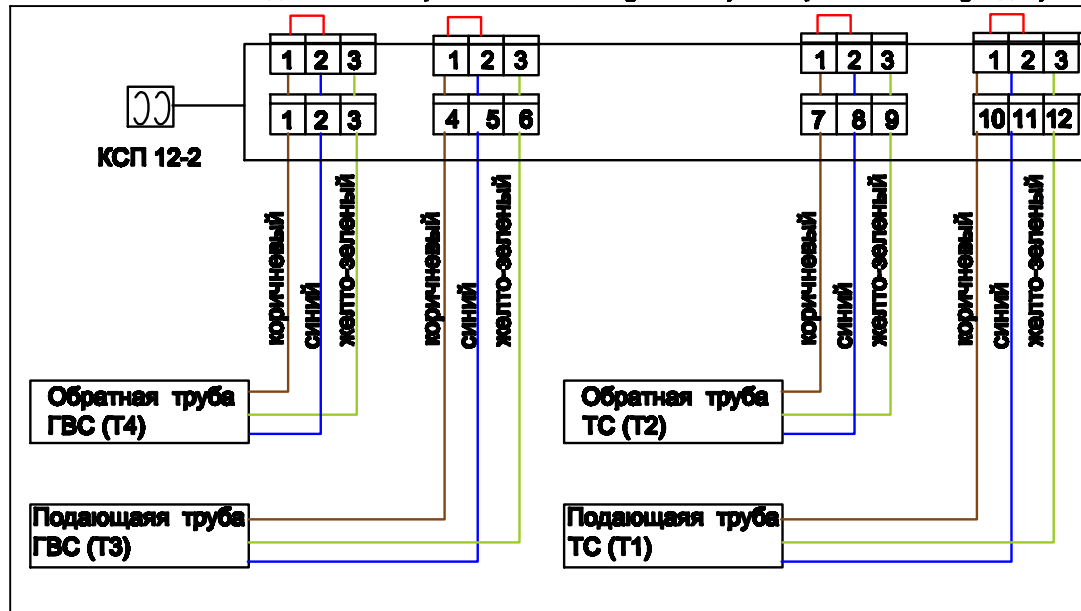 1 2 3 1 2 3 1 2 3 1 2 3
1 2 3 4 5 6 7 8 9 10 11 12
КСП 12-2
коричневый
синий
желто-зеленый
коричневый
синий
желто-зеленый
коричневый
синий
желто-зеленый
коричневый
синий
желто-зеленый
Обратная труба
ГВС (Т4)
Обратная труба
ТС (Т2)
Подающаяя труба
ГВС (Т3)
Подающаяя труба
ТС (Т1)